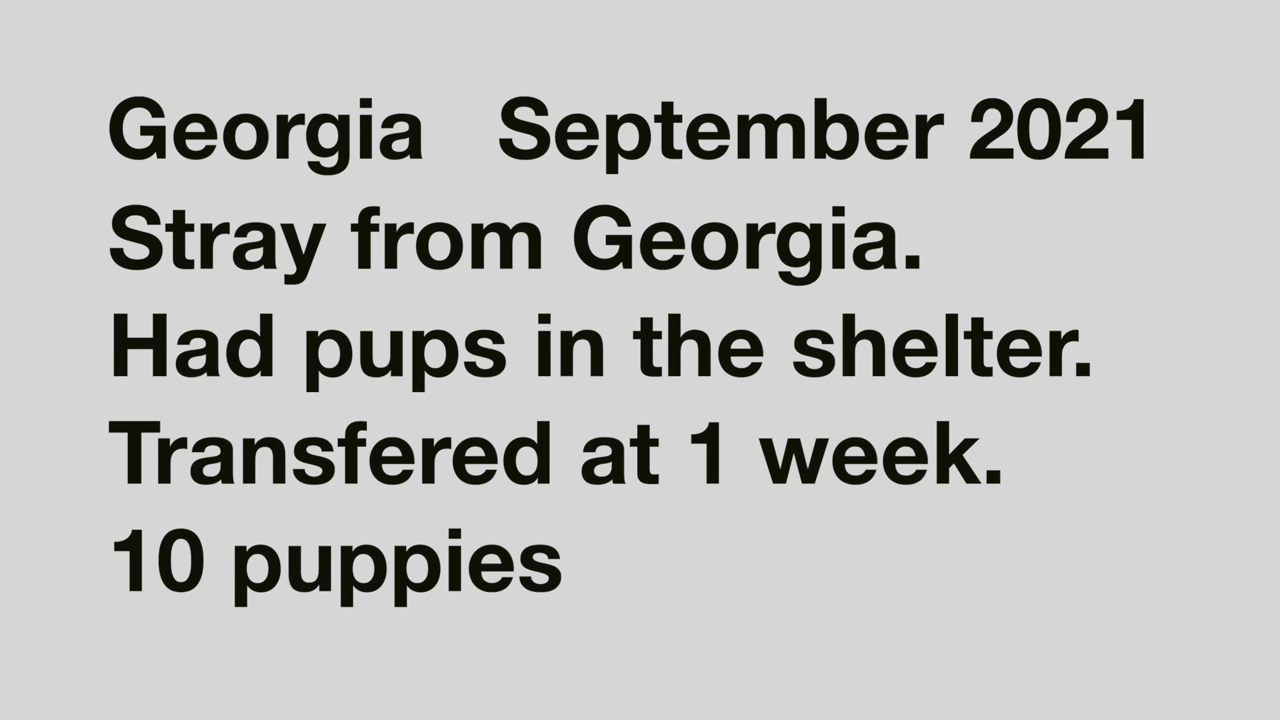 Georgia September 2021
Stray from Georgia.
Had pups in the shelter.
Transfered at 1 week.
10 puppies